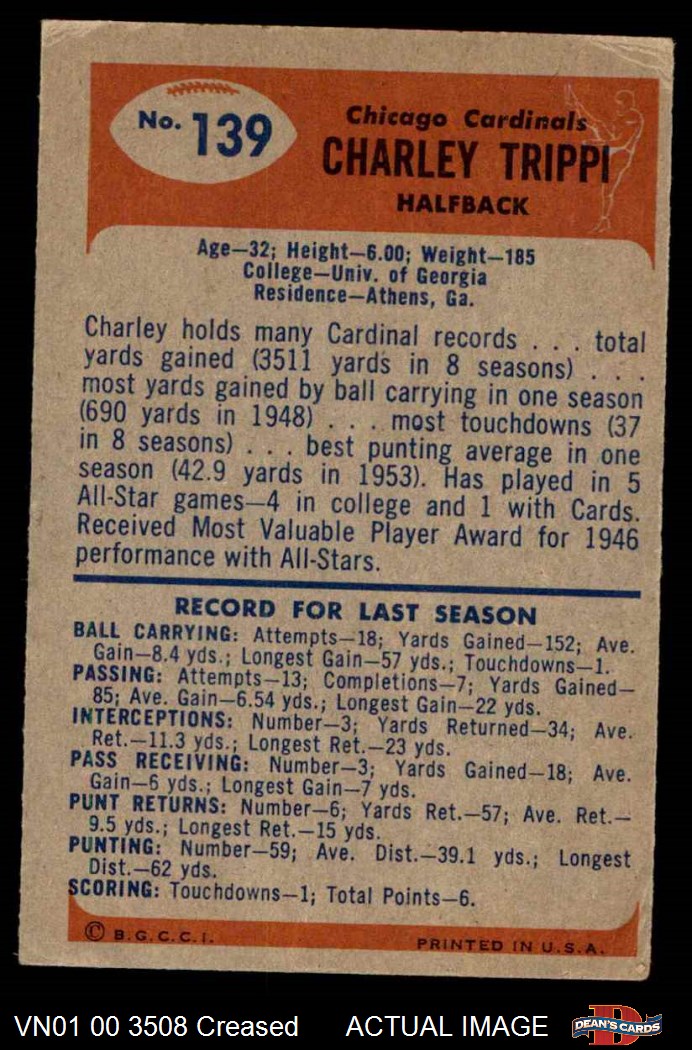 No. 139
Chicago Cardinals
CHARLEY TRIPPI
HALFBACK
Age—32; Height—6.00; Weight—185
College—Univ. of Georgia
Residence—Athens, Ga.
Charley holds many Cardinal records . . . total
yards gained (3511 yards in 8 seasons) . . .
most yards gained by ball carrying in one season
(690 yards in 1948) . . . most touchdowns (37
in 8 seasons) . . . best punting average in one
season (42.9 yards in 1953). Has played in 5
All-Star games—4 in college and 1 with Cards.
Received Most Valuable Player Award for 1946
performance with All-Stars.
RECORD FOR LAST SEASON
BALL CARRYING: Attempts—18; Yards Gained—152; Ave.
Gain—8.4 yds.; Longest Gain—57 yds.; Touchdowns—1.
PASSING: Attempts—13; Completions—7; Yards Gained—
85; Ave. Gain—6.54 yds.; Longest Gain—22 yds.
INTERCEPTIONS: Number—3; Yards Returned—34; Ave.
Ret.—11.3 yds.; Longest Ret.—23 yds.
PASS RECEIVING: Number—3; Yards Gained—18; Ave.
Gain—6 yds.; Longest Gain—7 yds.
PUNT RETURNS: Number—6; Yards Ret.—57; Ave. Ret.—
9.5 yds.; Longest Ret.—15 yds.
PUNTING: Number—59; Ave. Dist.—39.1 yds.; Longest
Dist.—62 yds.
SCORING: Touchdowns—1; Total Points—6.
© B.G.C.C.I.
PRINTED IN U.S.A.
VN01 00 3508 Creased ACTUAL IMAGE
DEAN'S CARDS